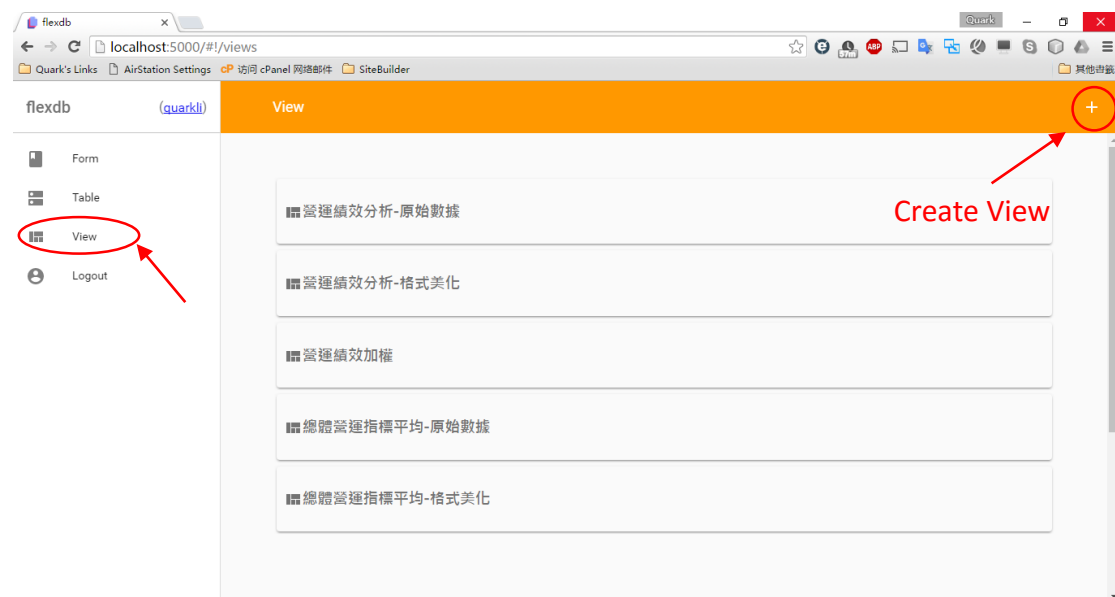 flexdb
Quark
localhost:5000/#!/views
Quark's Links
AirStation Settings
cP 访问 cPanel 网络邮件
SiteBuilder
其他書籤
flexdb
(quarkli)
View
+
Form
Table
View
Logout
營運績效分析-原始數據
Create View
營運績效分析-格式美化
營運績效加權
總體營運指標平均-原始數據
總體營運指標平均-格式美化